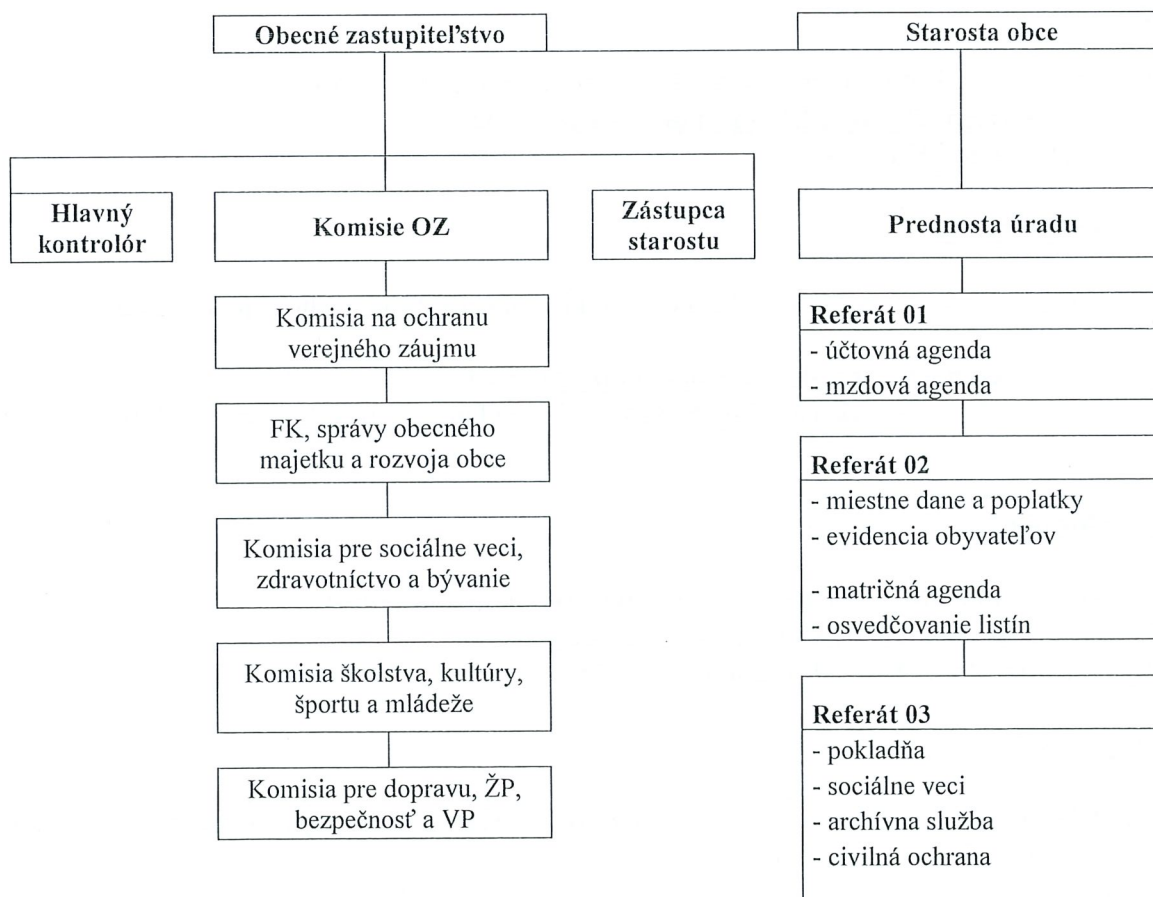 Obecné zastupiteľstvo
Starosta obce
Hlavný
kontrolór
Komisie OZ
Zástupca
starostu
Prednosta úradu
Komisia na ochranu
verejného záujmu
FK, správy obecného
majetku a rozvoja obce
Komisia pre sociálne veci,
zdravotníctvo a bývanie
Komisia školstva, kultúry,
športu a mládeže
Komisia pre dopravu, ŽP,
bezpečnosť a VP
Referát 01
- účtovná agenda
- mzdová agenda
Referát 02
- miestne dane a poplatky
- evidencia obyvateľov
- matričná agenda
- osvedčovanie listín
Referát 03
- pokladňa
- sociálne veci
- archívna služba
- civilná ochrana